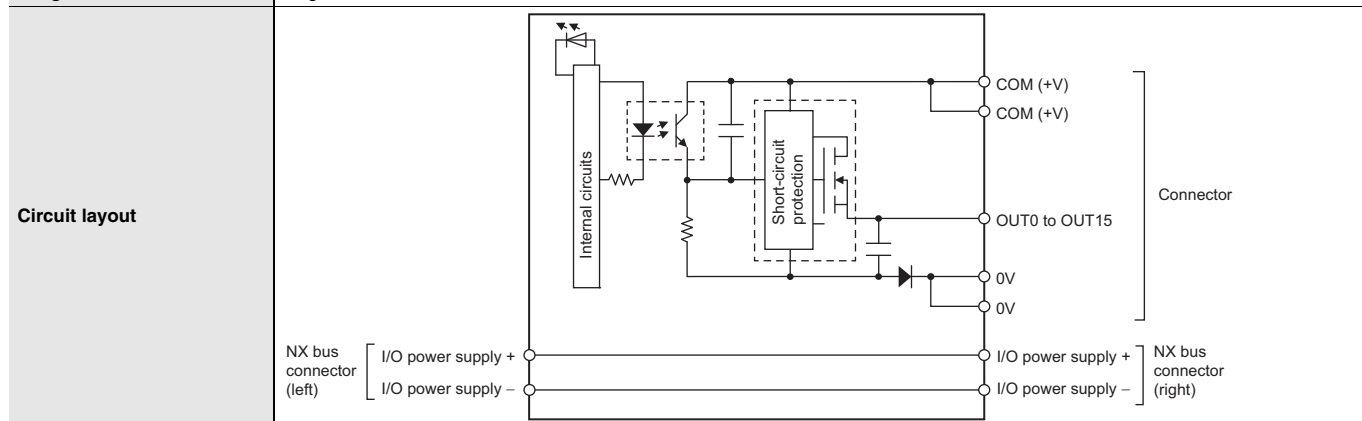 Circuit layout
Internal circuits
Short-circuit
protection
COM (+V)
COM (+V)
OUT0 to OUT15
0V
0V
Connector
NX bus
connector
(left)
I/O power supply +
I/O power supply −
I/O power supply +
I/O power supply −
NX bus
connector
(right)